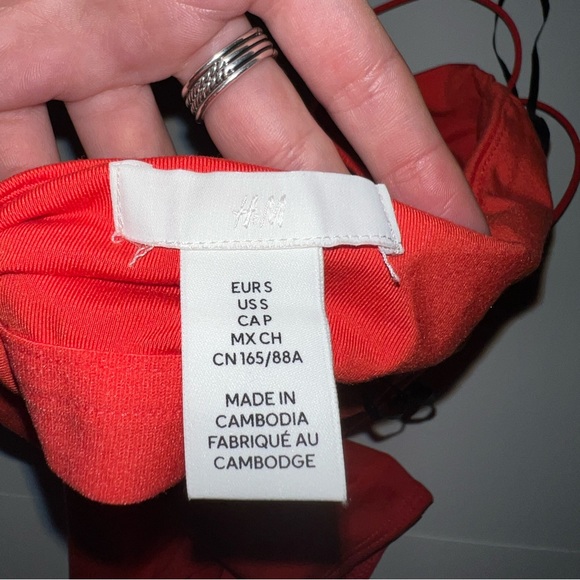 H&M
EUR S
US S
CA P
MX CH
CN 165/88A
MADE IN
CAMBODIA
FABRIQUÉ AU
CAMBODGE